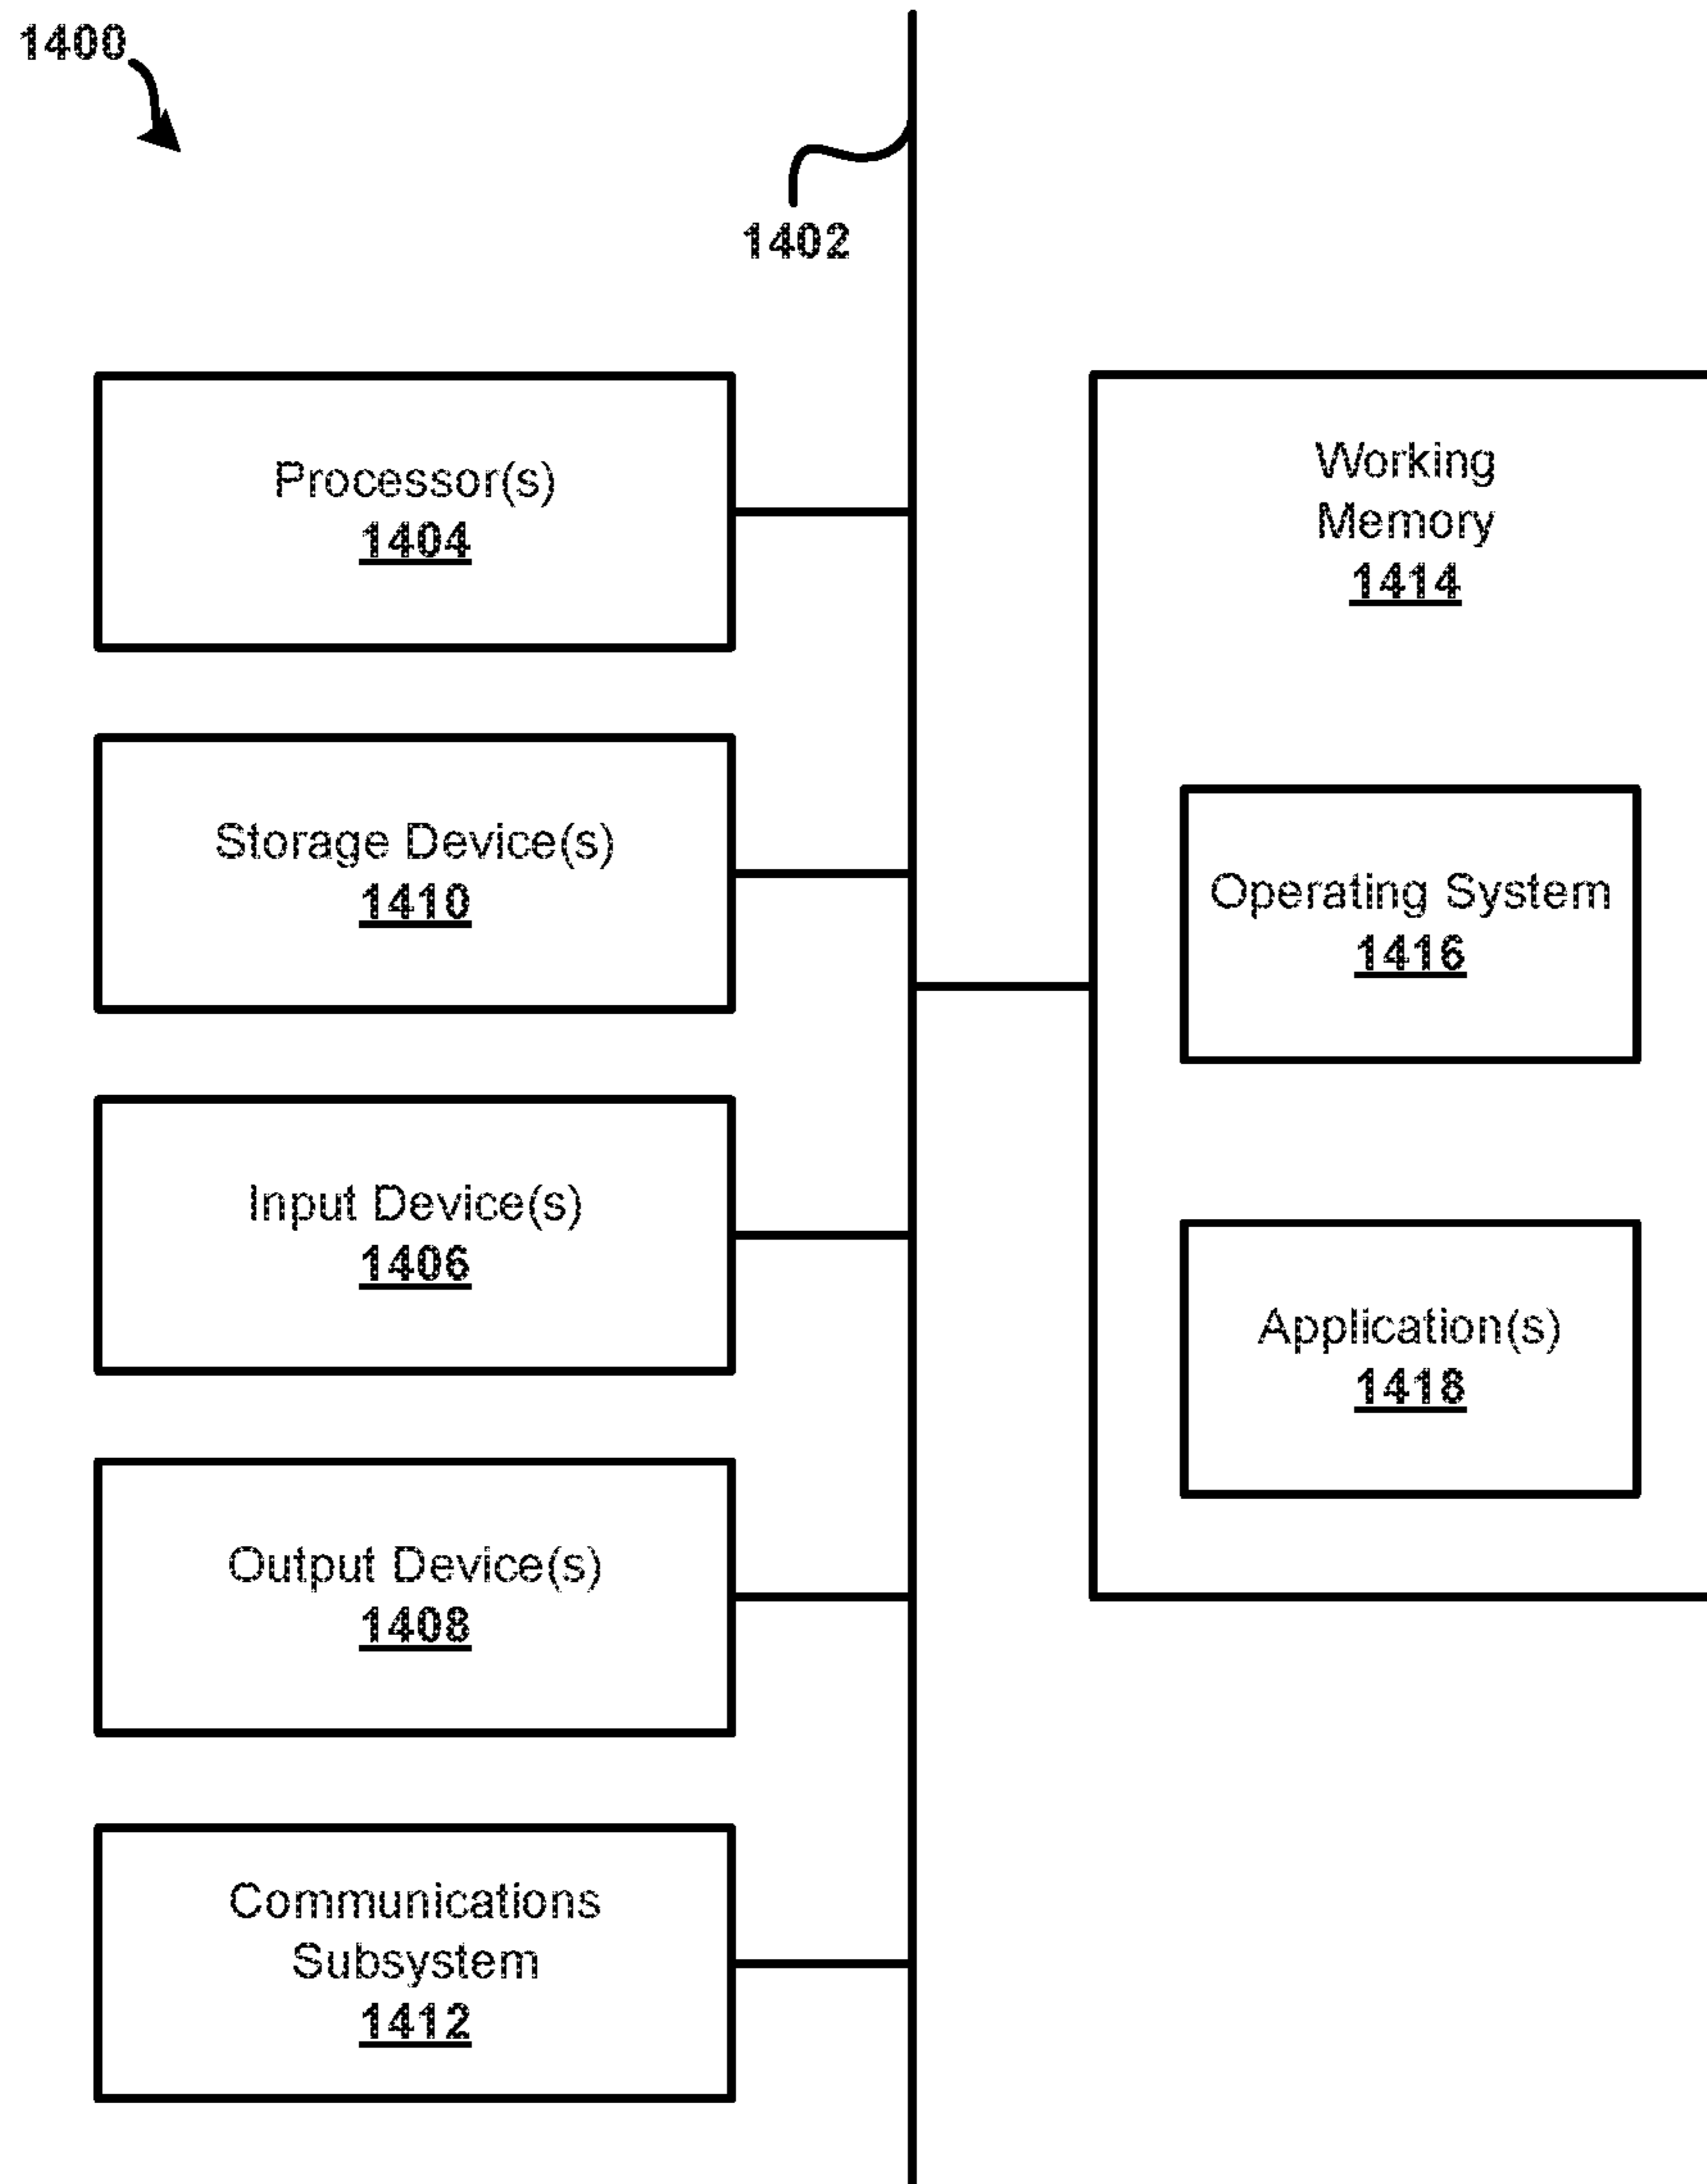 1400
1402
Processor(s)
1404
Storage Device(s)
1410
Input Device(s)
1406
Output Device(s)
1408
Communications
Subsystem
1412
Working
Memory
1414
Operating System
1416
Application(s)
1418